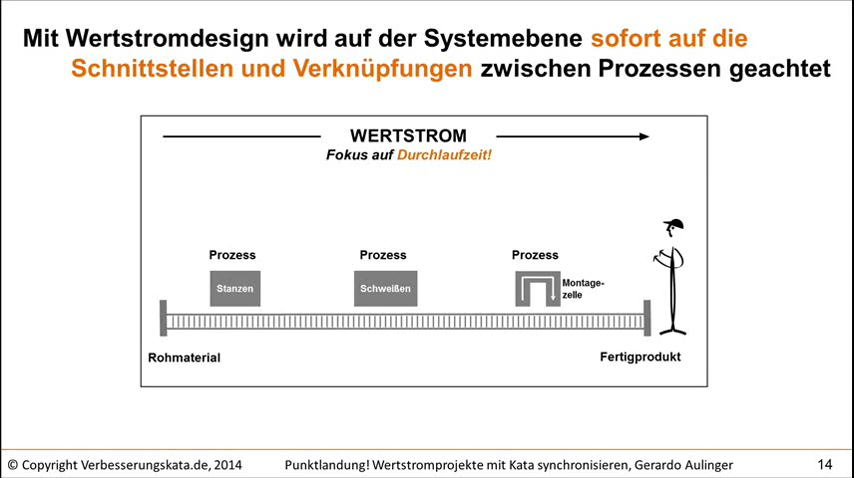 Mit Wertstromdesign wird auf der Systemebene sofort auf die
Schnittstellen und Verknüpfungen zwischen Prozessen geachtet
WERTSTROM
Fokus auf Durchlaufzeit!
Prozess
Prozess
Prozess
Stanzen
Schweißen
Montage-
zelle
Rohmaterial
Fertigprodukt
© Copyright Verbesserungskata.de, 2014
Punktlandung! Wertstromprojekte mit Kata synchronisieren, Gerardo Aulinger
14